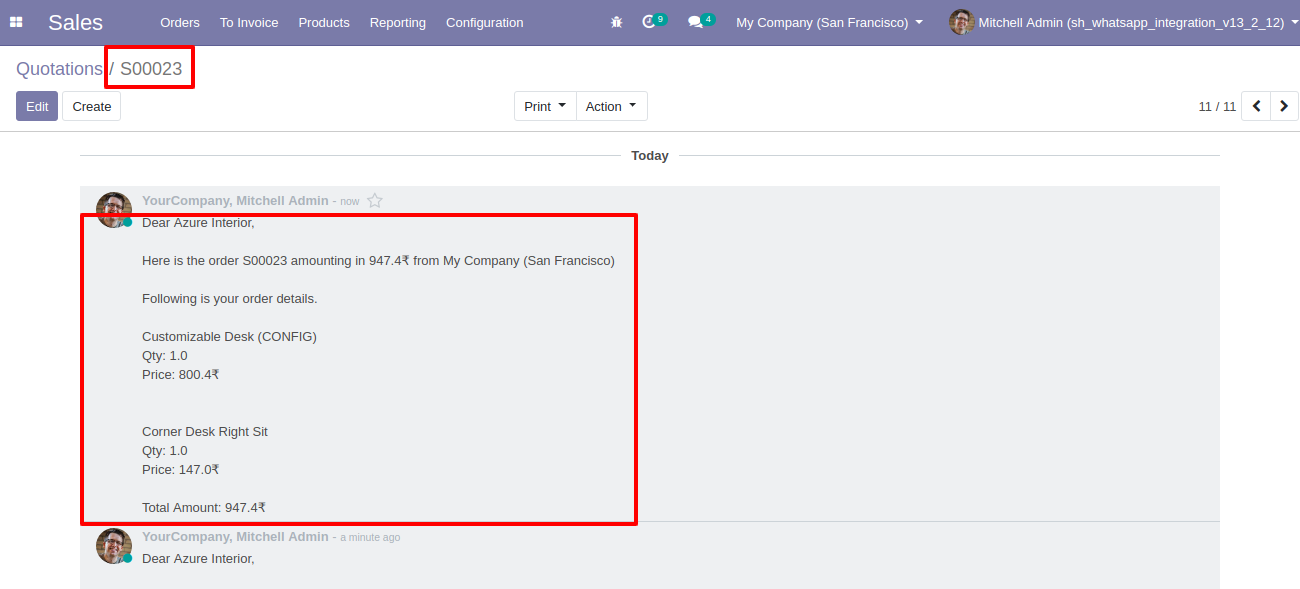 Sales Orders To Invoice Products Reporting Configuration 9 4 My Company (San Francisco) Mitchell Admin (sh_whatsapp_integration_v13_2_12)
Quotations / S00023
Edit Create Print Action 11 / 11
Today
YourCompany, Mitchell Admin - now
Dear Azure Interior,
Here is the order S00023 amounting in 947.4₹ from My Company (San Francisco)
Following is your order details.
Customizable Desk (CONFIG)
Qty: 1.0
Price: 800.4₹
Corner Desk Right Sit
Qty: 1.0
Price: 147.0₹
Total Amount: 947.4₹
YourCompany, Mitchell Admin - a minute ago
Dear Azure Interior,